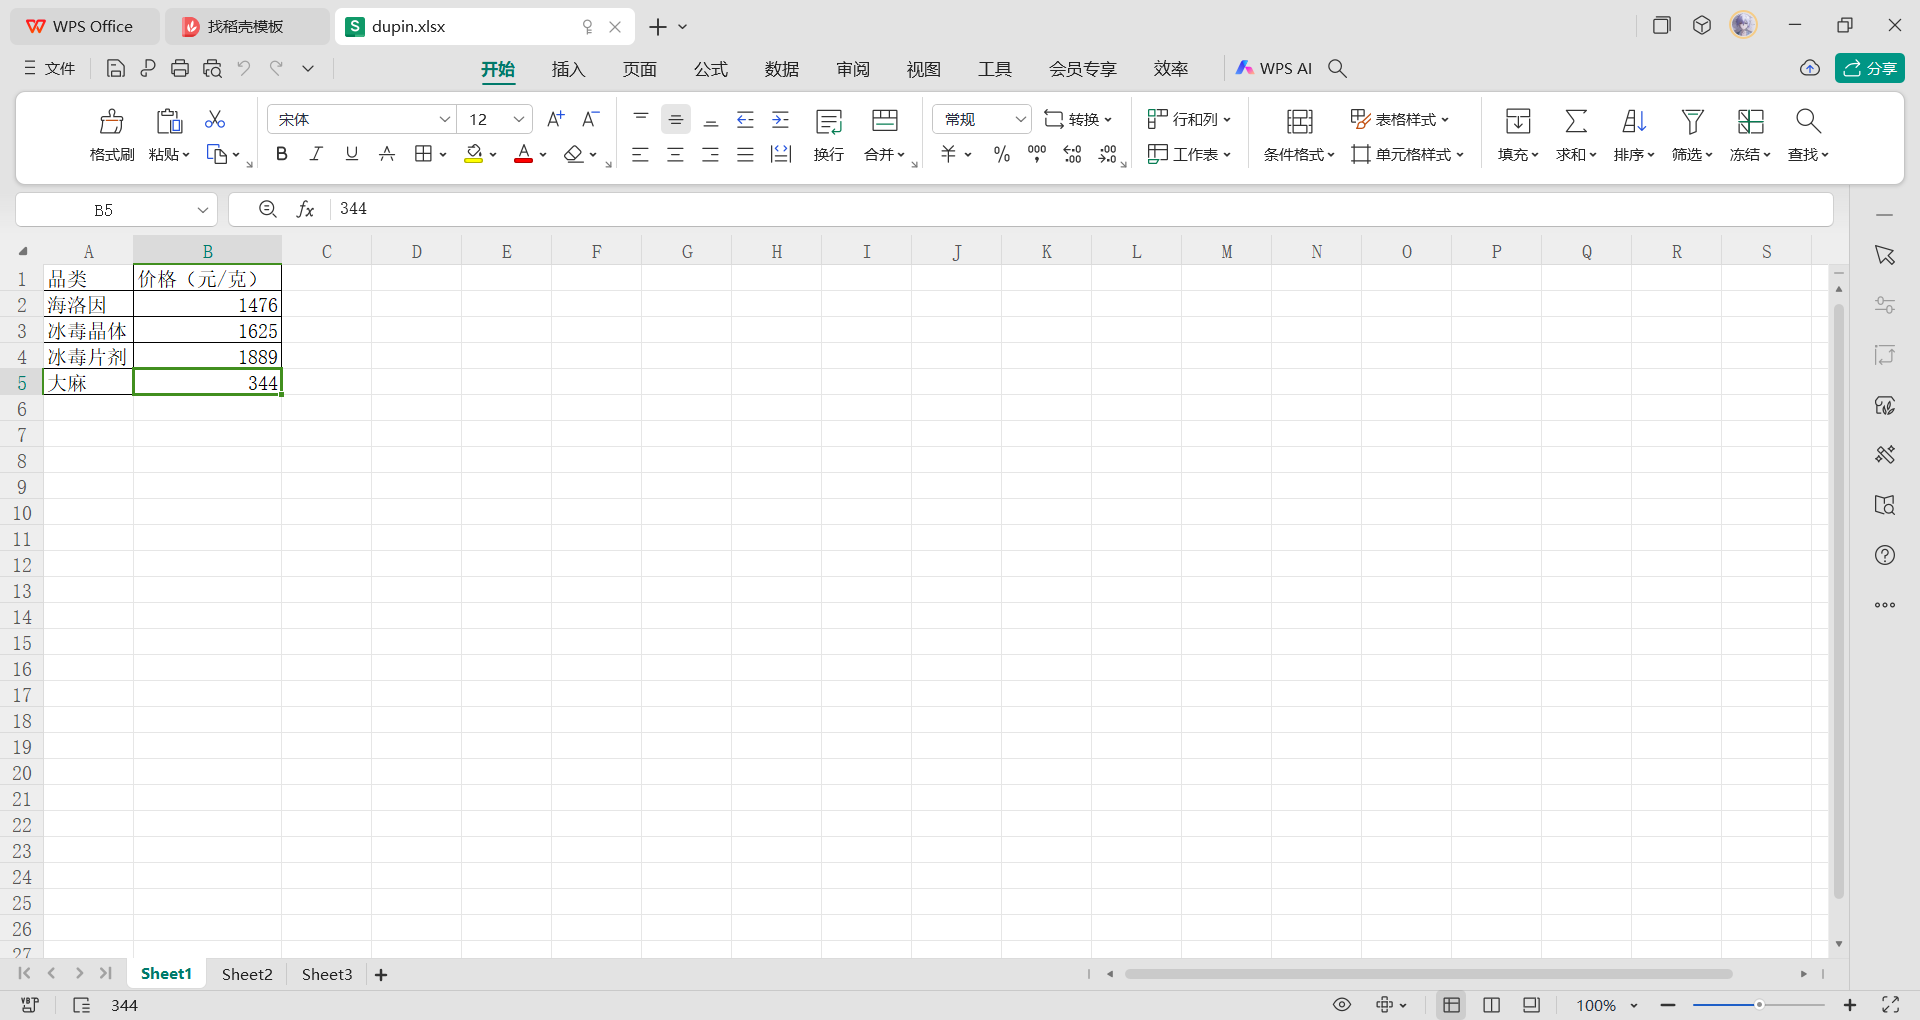 WPS Office 找稻壳模板 dupin.xlsx
文件 开始 插入 页面 公式 数据 审阅 视图 工具 会员专享 效率 WPS AI 分享
宋体 12 常规 转换 行和列 表格样式
格式刷 粘贴 换行 合并 工作表 条件格式 单元格样式 填充 求和 排序 筛选 冻结 查找
B5 fx 344
A B C D E F G H I J K L M N O P Q R S
1 品类 价格（元/克）
2 海洛因 1476
3 冰毒晶体 1625
4 冰毒片剂 1889
5 大麻 344
6
7
8
9
10
11
12
13
14
15
16
17
18
19
20
21
22
23
24
25
26
27
Sheet1 Sheet2 Sheet3
344 100%